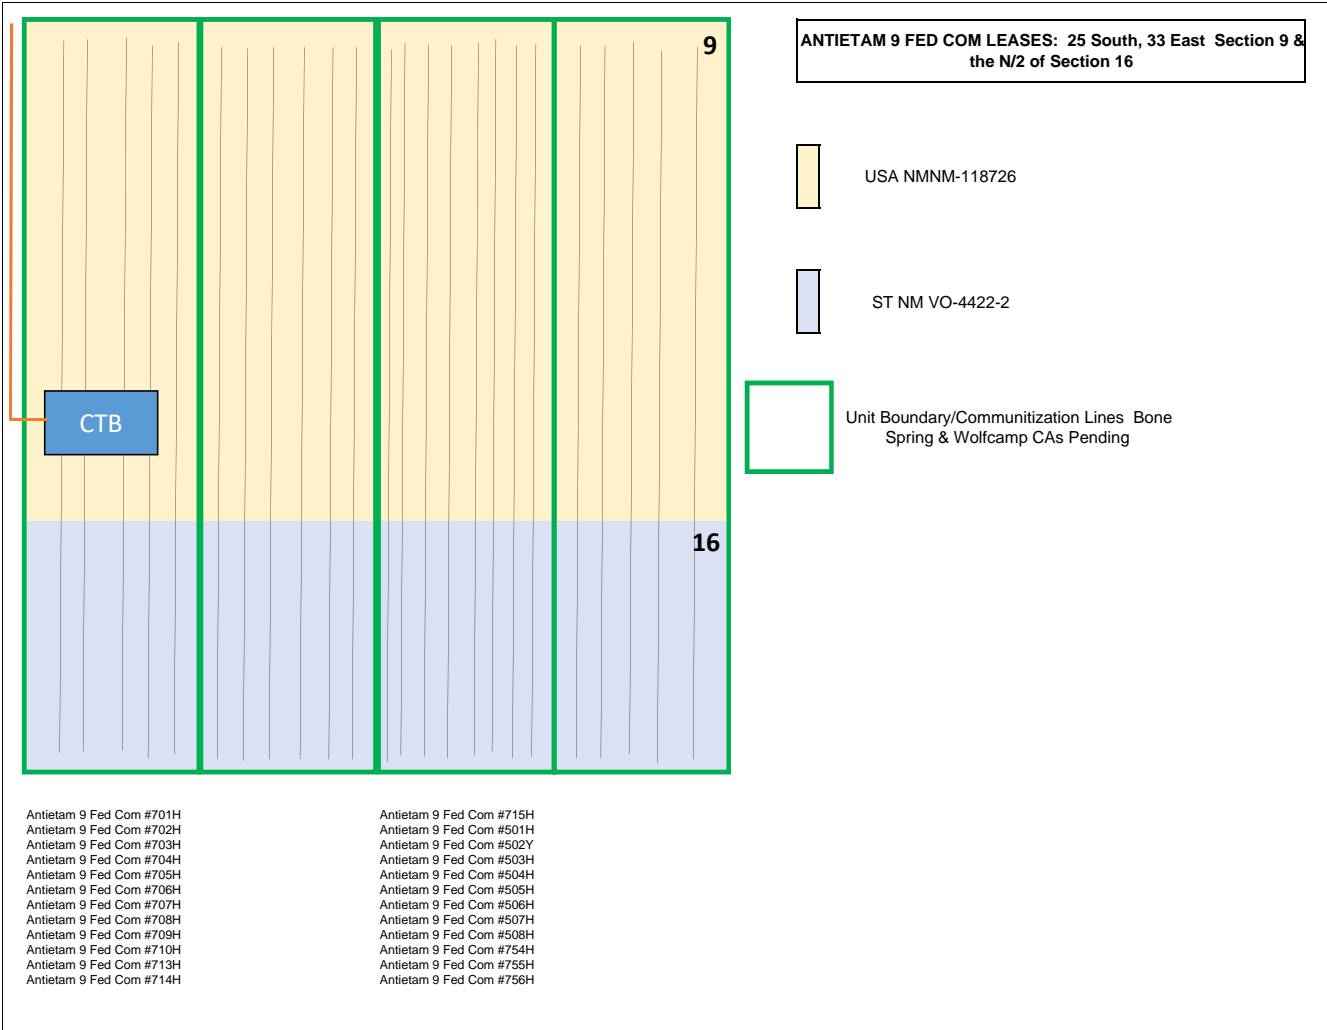 9
ANTIETAM 9 FED COM LEASES: 25 South, 33 East Section 9 &
the N/2 of Section 16
USA NMNM-118726
ST NM VO-4422-2
CTB
Unit Boundary/Communitization Lines Bone
Spring & Wolfcamp CAs Pending
16
Antietam 9 Fed Com #701H
Antietam 9 Fed Com #702H
Antietam 9 Fed Com #703H
Antietam 9 Fed Com #704H
Antietam 9 Fed Com #705H
Antietam 9 Fed Com #706H
Antietam 9 Fed Com #707H
Antietam 9 Fed Com #708H
Antietam 9 Fed Com #709H
Antietam 9 Fed Com #710H
Antietam 9 Fed Com #713H
Antietam 9 Fed Com #714H
Antietam 9 Fed Com #715H
Antietam 9 Fed Com #501H
Antietam 9 Fed Com #502Y
Antietam 9 Fed Com #503H
Antietam 9 Fed Com #504H
Antietam 9 Fed Com #505H
Antietam 9 Fed Com #506H
Antietam 9 Fed Com #507H
Antietam 9 Fed Com #508H
Antietam 9 Fed Com #754H
Antietam 9 Fed Com #755H
Antietam 9 Fed Com #756H